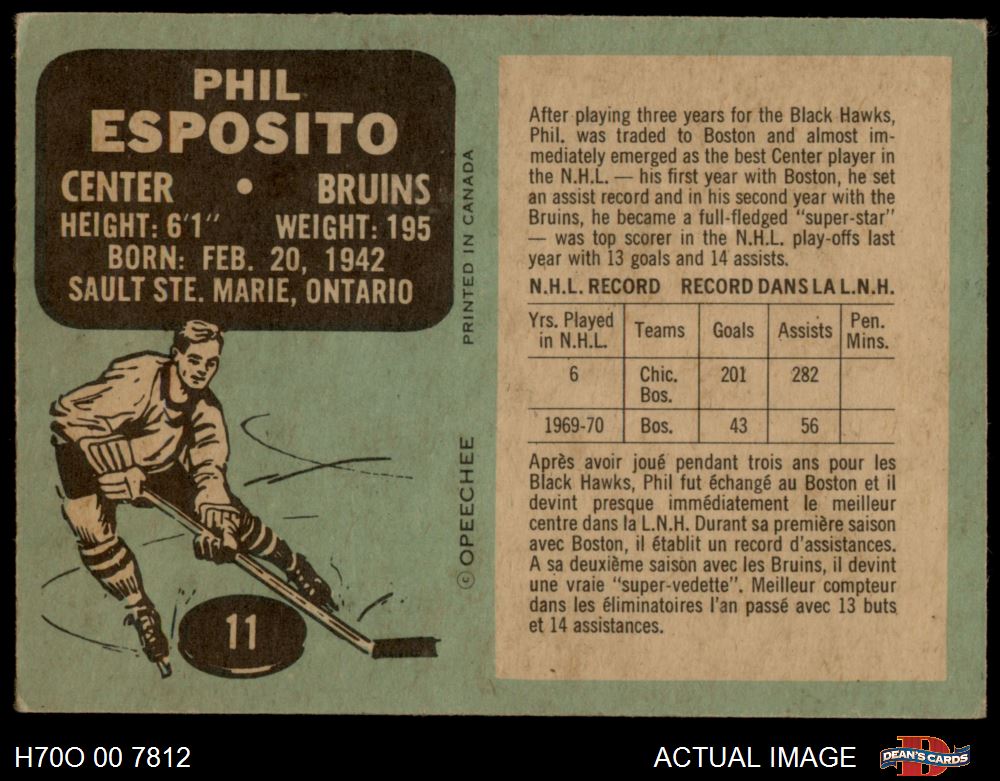 PHIL
ESPOSITO
CENTER • BRUINS
HEIGHT: 6'1" WEIGHT: 195
BORN: FEB. 20, 1942
SAULT STE. MARIE, ONTARIO
11
PRINTED IN CANADA
© OPEECHEE
After playing three years for the Black Hawks,
Phil. was traded to Boston and almost im-
mediately emerged as the best Center player in
the N.H.L. — his first year with Boston, he set
an assist record and in his second year with the
Bruins, he became a full-fledged "super-star"
— was top scorer in the N.H.L. play-offs last
year with 13 goals and 14 assists.
N.H.L. RECORD RECORD DANS LA L.N.H.
Yrs. Played in N.H.L. Teams Goals Assists Pen. Mins.
6 Chic. Bos. 201 282
1969-70 Bos. 43 56
Après avoir joué pendant trois ans pour les
Black Hawks, Phil fut échangé au Boston et il
devint presque immédiatement le meilleur
centre dans la L.N.H. Durant sa première saison
avec Boston, il établit un record d'assistances.
A sa deuxième saison avec les Bruins, il devint
une vraie "super-vedette". Meilleur compteur
dans les éliminatoires l'an passé avec 13 buts
et 14 assistances.
H70O 00 7812
ACTUAL IMAGE
DEAN'S CARDS